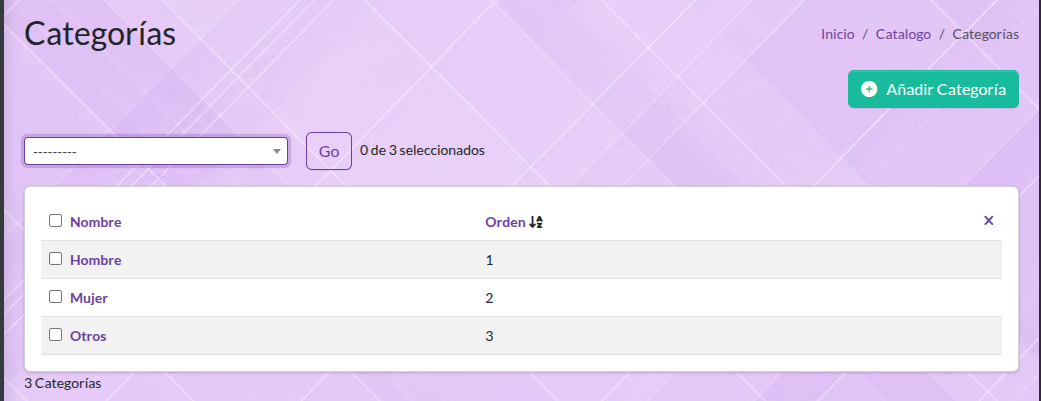 Categorías
Inicio / Catalogo / Categorías
Añadir Categoría
---------
Go
0 de 3 seleccionados
Nombre Orden
Hombre 1
Mujer 2
Otros 3
3 Categorías